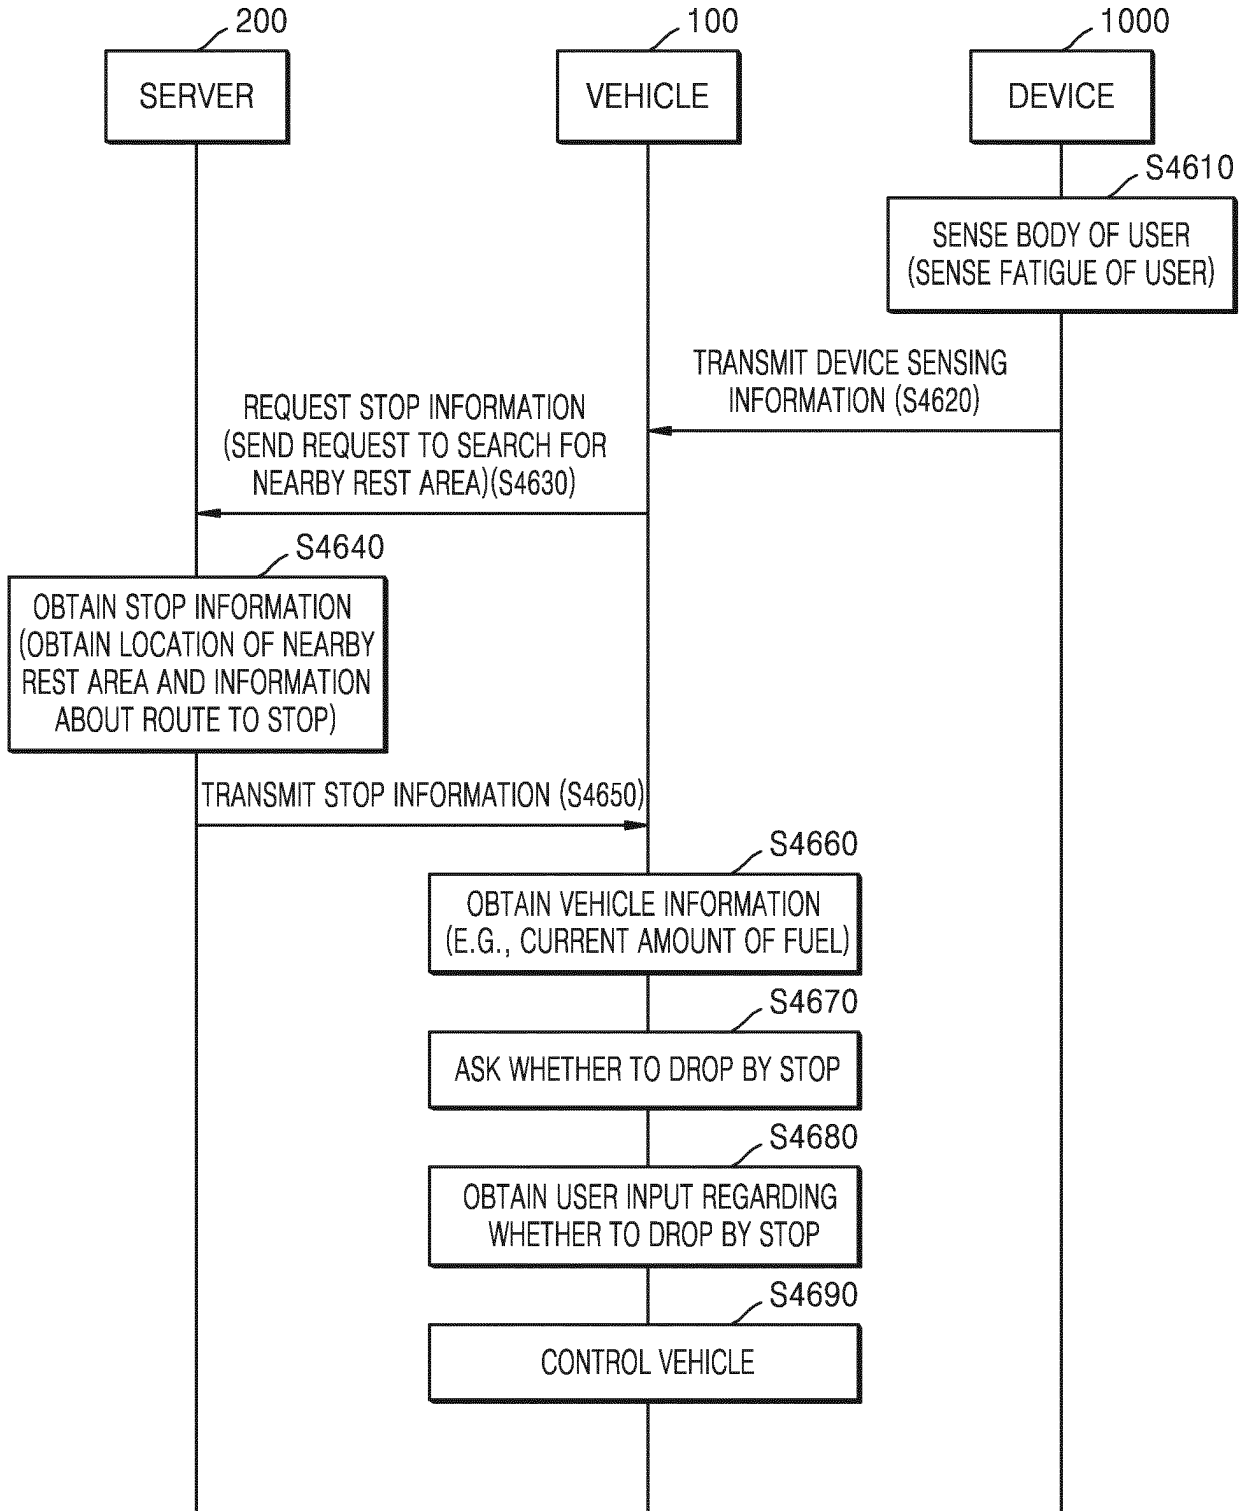 200
100
1000
SERVER
VEHICLE
DEVICE
S4610
SENSE BODY OF USER
(SENSE FATIGUE OF USER)
TRANSMIT DEVICE SENSING
INFORMATION (S4620)
REQUEST STOP INFORMATION
(SEND REQUEST TO SEARCH FOR
NEARBY REST AREA)(S4630)
S4640
OBTAIN STOP INFORMATION
(OBTAIN LOCATION OF NEARBY
REST AREA AND INFORMATION
ABOUT ROUTE TO STOP)
TRANSMIT STOP INFORMATION (S4650)
S4660
OBTAIN VEHICLE INFORMATION
(E.G., CURRENT AMOUNT OF FUEL)
S4670
ASK WHETHER TO DROP BY STOP
S4680
OBTAIN USER INPUT REGARDING
WHETHER TO DROP BY STOP
S4690
CONTROL VEHICLE